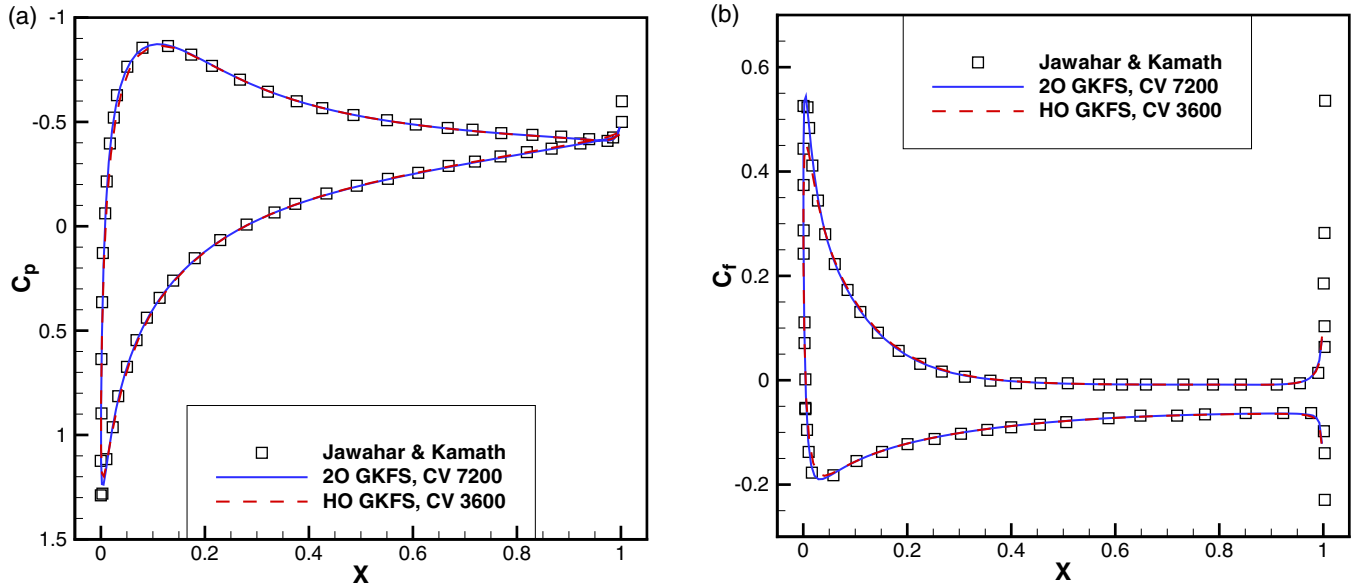 (a)
-1
-0.5
0
0.5
1
1.5
Cp
0 0.2 0.4 0.6 0.8 1
X
Jawahar & Kamath
2O GKFS, CV 7200
HO GKFS, CV 3600
(b)
0.6
0.4
0.2
0
-0.2
Cf
0 0.2 0.4 0.6 0.8 1
X
Jawahar & Kamath
2O GKFS, CV 7200
HO GKFS, CV 3600